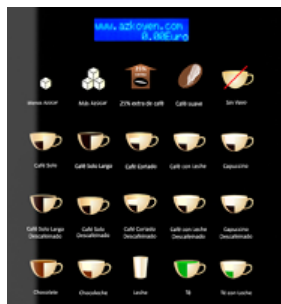 www.azkoyen.com
0.00Euro
Menos Azúcar
Más Azúcar
25% extra de café
Café suave
Sin Vaso
Café Solo
Café Solo Largo
Café Cortado
Café con Leche
Capuccino
Café Solo Largo
Descafeinado
Café Solo
Descafeinado
Café Cortado
Descafeinado
Café con Leche
Descafeinado
Capuccino
Descafeinado
Chocolate
Chocoleche
Leche
Té
Té con Leche